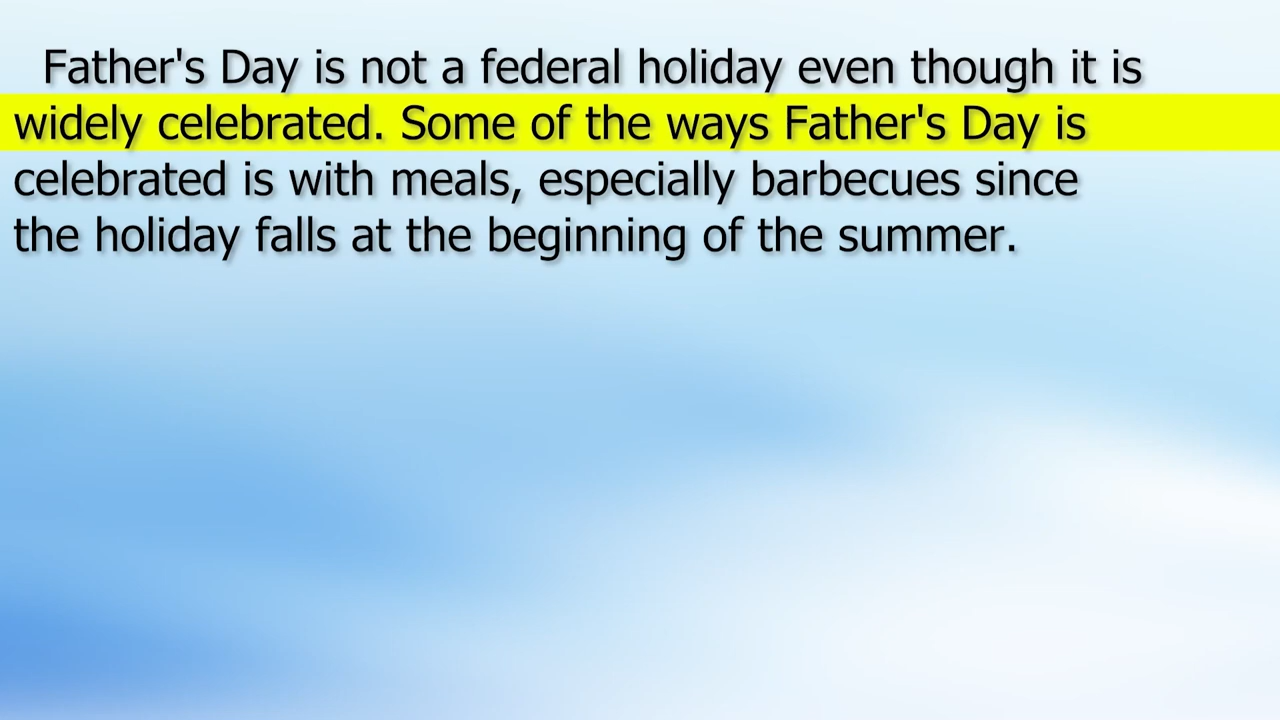 Father's Day is not a federal holiday even though it is
widely celebrated. Some of the ways Father's Day is
celebrated is with meals, especially barbecues since
the holiday falls at the beginning of the summer.